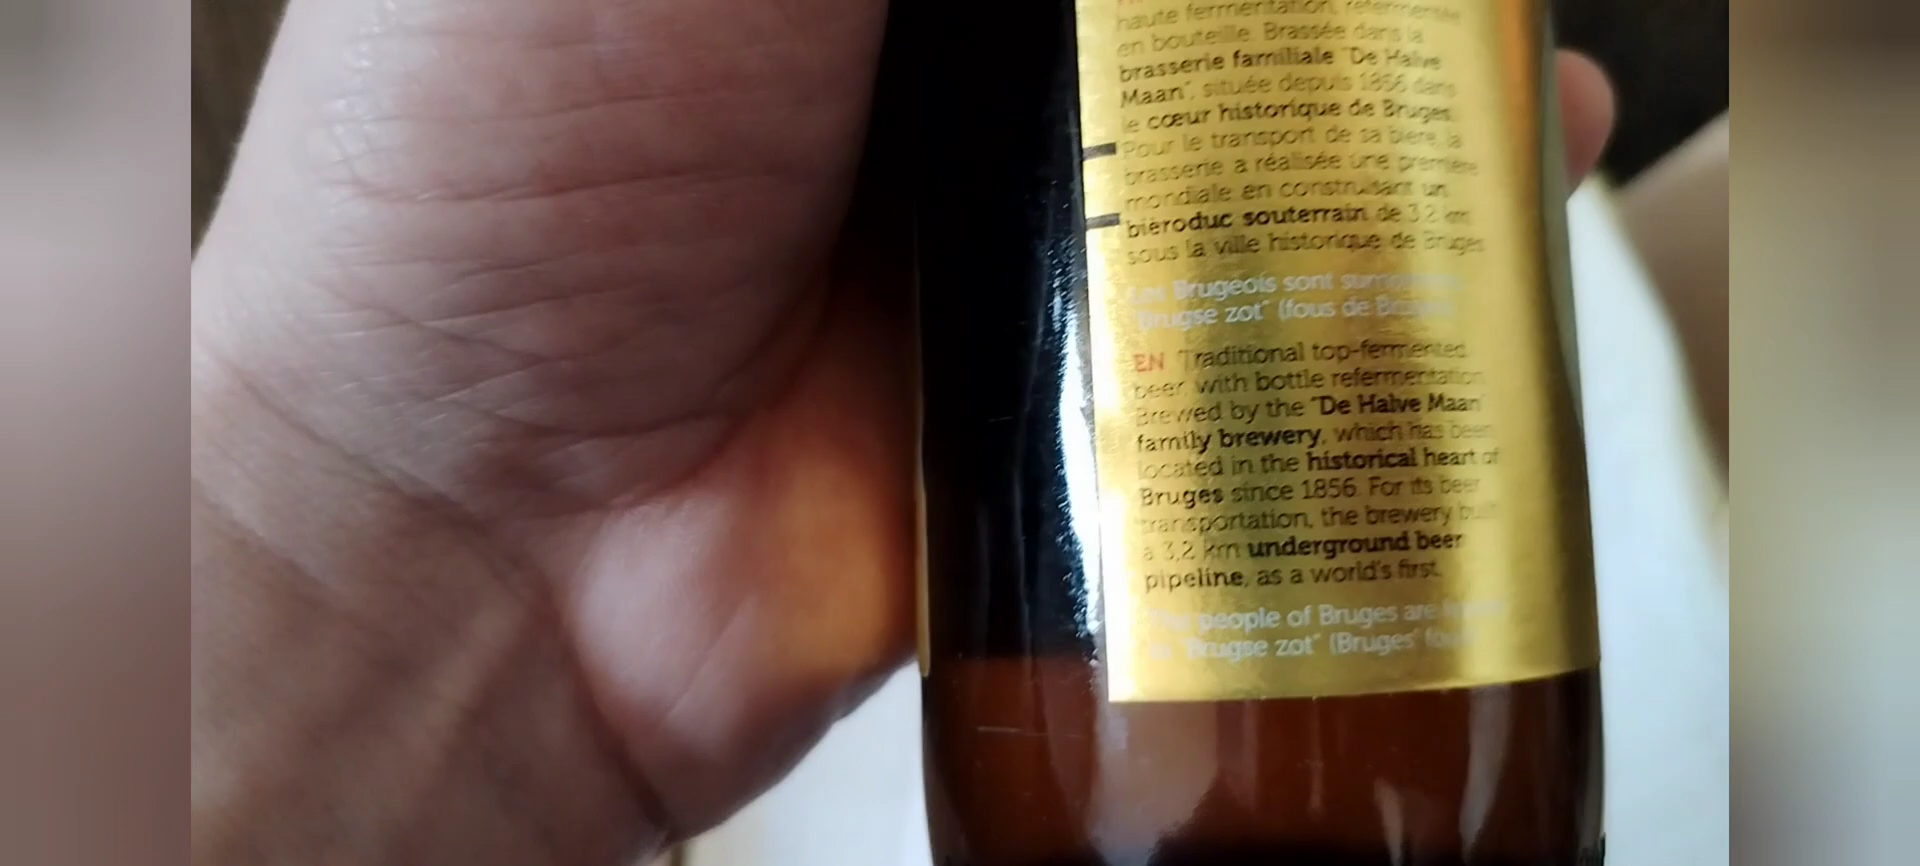 haute fermentation, refermentée
en bouteille. Brassée dans la
brasserie familiale "De Halve
Maan", située depuis 1856 dans
le cœur historique de Bruges.
Pour le transport de sa bière, la
brasserie a réalisée une première
mondiale en construisant un
bièroduc souterrain de 3,2 km
sous la ville historique de Bruges
Brugeois sont
"Brugse zot" (fous de
EN Traditional top-fermented
beer, with bottle refermentation
Brewed by the "De Halve Maan"
family brewery, which has been
located in the historical heart of
Bruges since 1856. For its beer
transportation, the brewery built
a 3,2 km underground beer
pipeline, as a world's first.
The people of Bruges are
"Brugse zot" (Bruges'